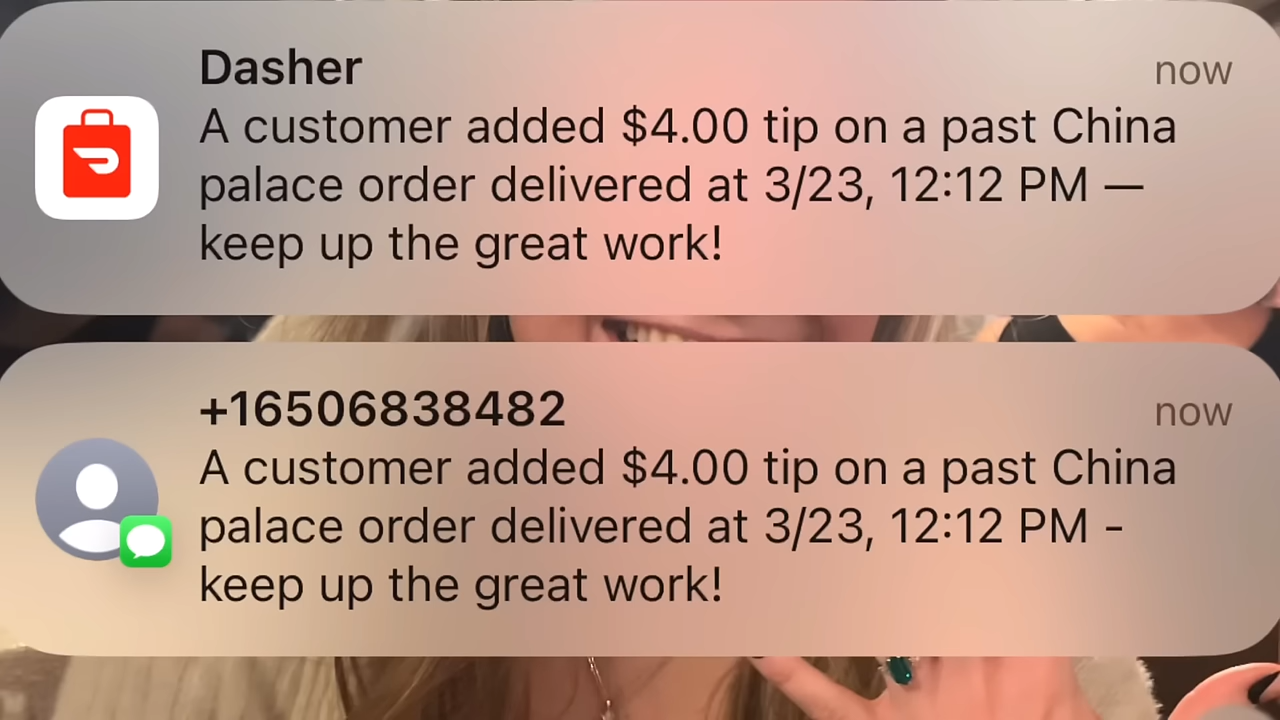 Dasher
now
A customer added $4.00 tip on a past China
palace order delivered at 3/23, 12:12 PM —
keep up the great work!
+16506838482
now
A customer added $4.00 tip on a past China
palace order delivered at 3/23, 12:12 PM -
keep up the great work!